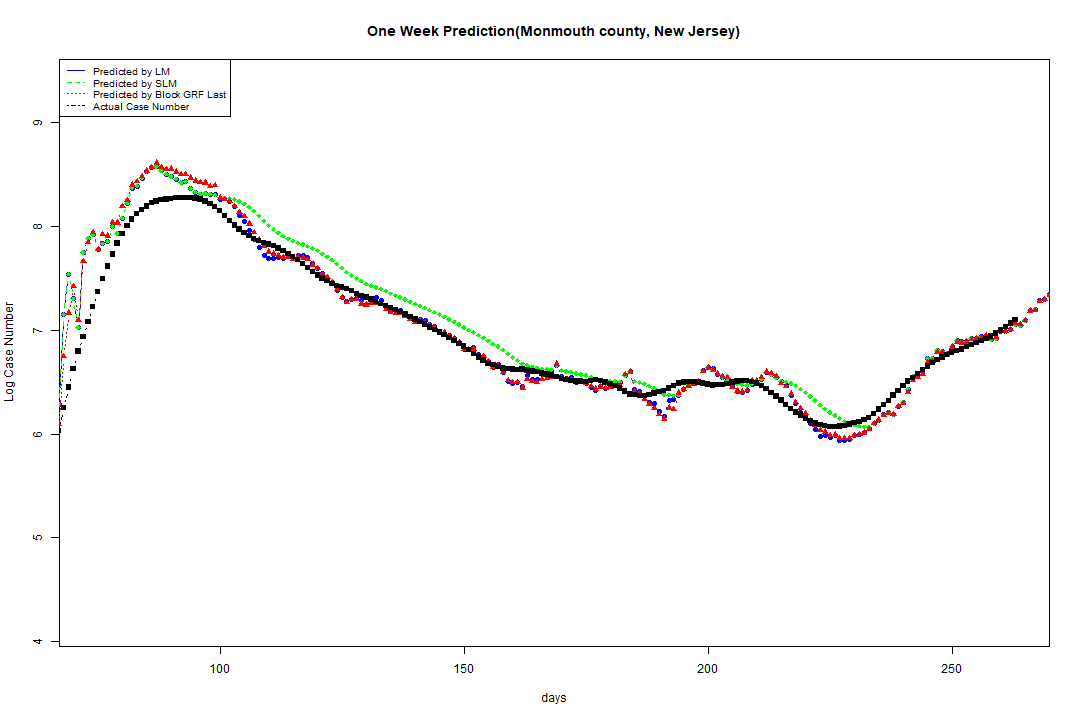 One Week Prediction(Monmouth county, New Jersey)
Predicted by LM
Predicted by SLM
Predicted by Block GRF Last
Actual Case Number
Log Case Number
9
8
7
6
5
4
100 150 200 250
days